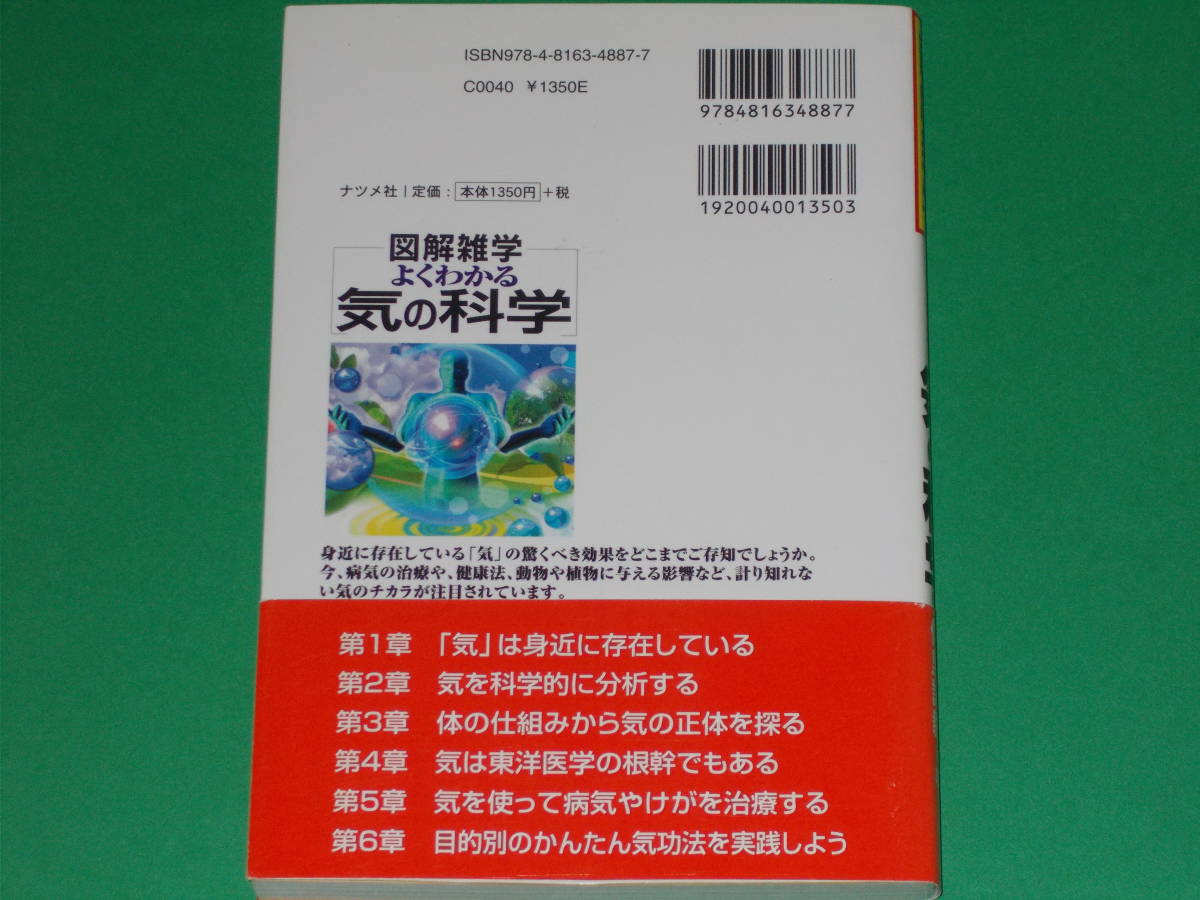 ISBN978-4-8163-4887-7
C0040 ¥1350E
9784816348877
1920040013503
ナツメ社 | 定価 : 本体1350円 +税
図解雑学
よくわかる
気の科学
身近に存在している「気」の驚くべき効果をどこまでご存知でしょうか。
今、病気の治療や、健康法、動物や植物に与える影響など、計り知れな
い気のチカラが注目されています。
第1章 「気」は身近に存在している
第2章 気を科学的に分析する
第3章 体の仕組みから気の正体を探る
第4章 気は東洋医学の根幹でもある
第5章 気を使って病気やけがを治療する
第6章 目的別のかんたん気功法を実践しよう